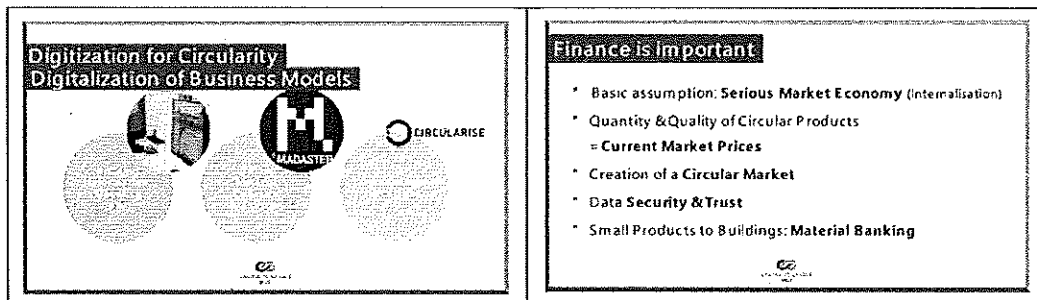 Digitization for Circularity
Digitalization of Business Models
MADASTER
CIRCULARISE
Finance is Important
• Basic assumption: Serious Market Economy (Internalisation)
• Quantity & Quality of Circular Products
= Current Market Prices
• Creation of a Circular Market
• Data Security & Trust
• Small Products to Buildings: Material Banking